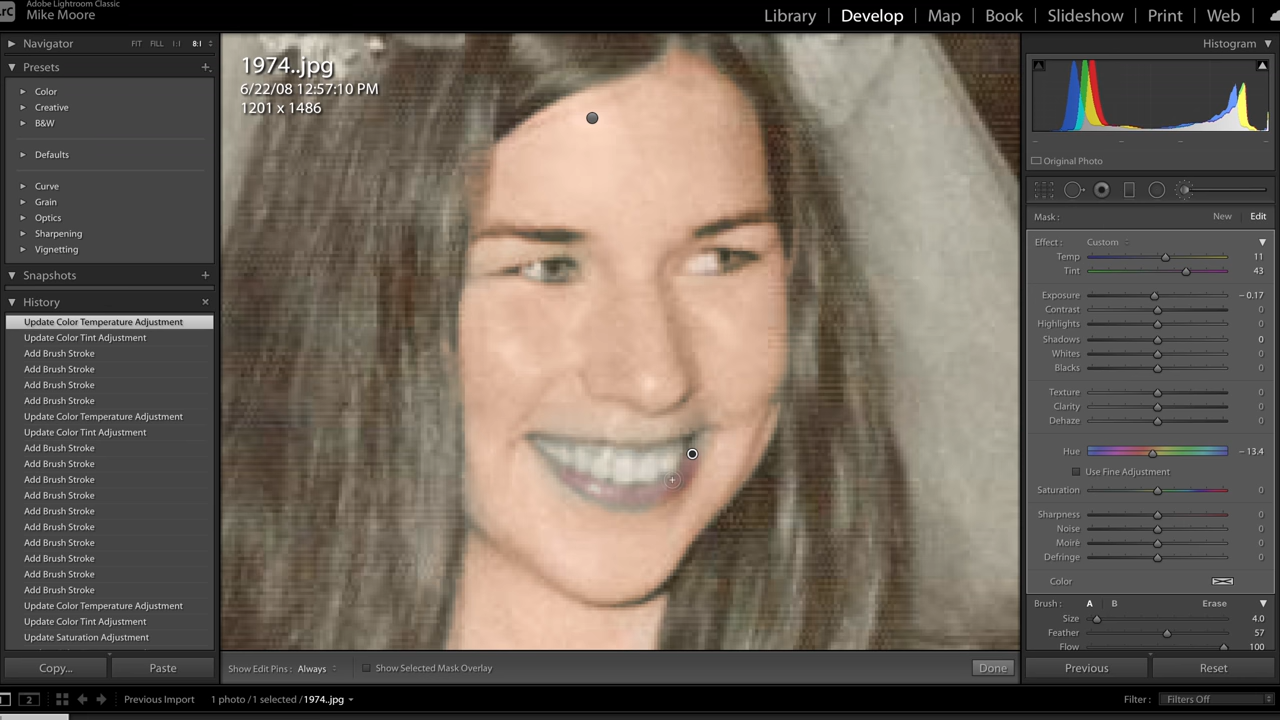 Adobe Lightroom Classic
Mike Moore
Library | Develop | Map | Book | Slideshow | Print | Web
Navigator FIT FILL 1:1 8:1
Presets +
Color
Creative
B&W
Defaults
Curve
Grain
Optics
Sharpening
Vignetting
Snapshots +
History ×
Update Color Temperature Adjustment
Update Color Tint Adjustment
Add Brush Stroke
Add Brush Stroke
Add Brush Stroke
Add Brush Stroke
Update Color Temperature Adjustment
Update Color Tint Adjustment
Add Brush Stroke
Add Brush Stroke
Add Brush Stroke
Add Brush Stroke
Add Brush Stroke
Add Brush Stroke
Add Brush Stroke
Add Brush Stroke
Add Brush Stroke
Add Brush Stroke
Update Color Temperature Adjustment
Update Color Tint Adjustment
Update Saturation Adjustment
Copy... Paste
1974..jpg
6/22/08 12:57:10 PM
1201 x 1486
Show Edit Pins : Always Show Selected Mask Overlay Done
Histogram
Original Photo
Mask : New Edit
Effect : Custom
Temp 11
Tint 43
Exposure – 0.17
Contrast 0
Highlights 0
Shadows 0
Whites 0
Blacks 0
Texture 0
Clarity 0
Dehaze 0
Hue – 13.4
Use Fine Adjustment
Saturation 0
Sharpness 0
Noise 0
Moiré 0
Defringe 0
Color
Brush : A B Erase
Size 4.0
Feather 57
Flow 100
Previous Reset
2 Previous Import 1 photo / 1 selected / 1974..jpg Filter : Filters Off